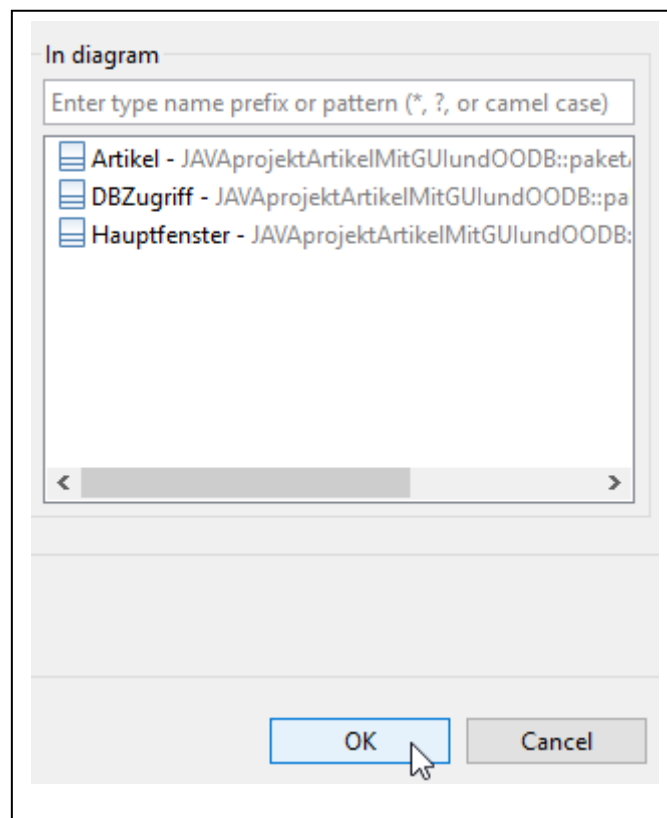 In diagram
Enter type name prefix or pattern (*, ?, or camel case)
Artikel - JAVAprojektArtikelMitGUIundOODB::paket
DBZugriff - JAVAprojektArtikelMitGUIundOODB::pa
Hauptfenster - JAVAprojektArtikelMitGUIundOODB:
OK
Cancel